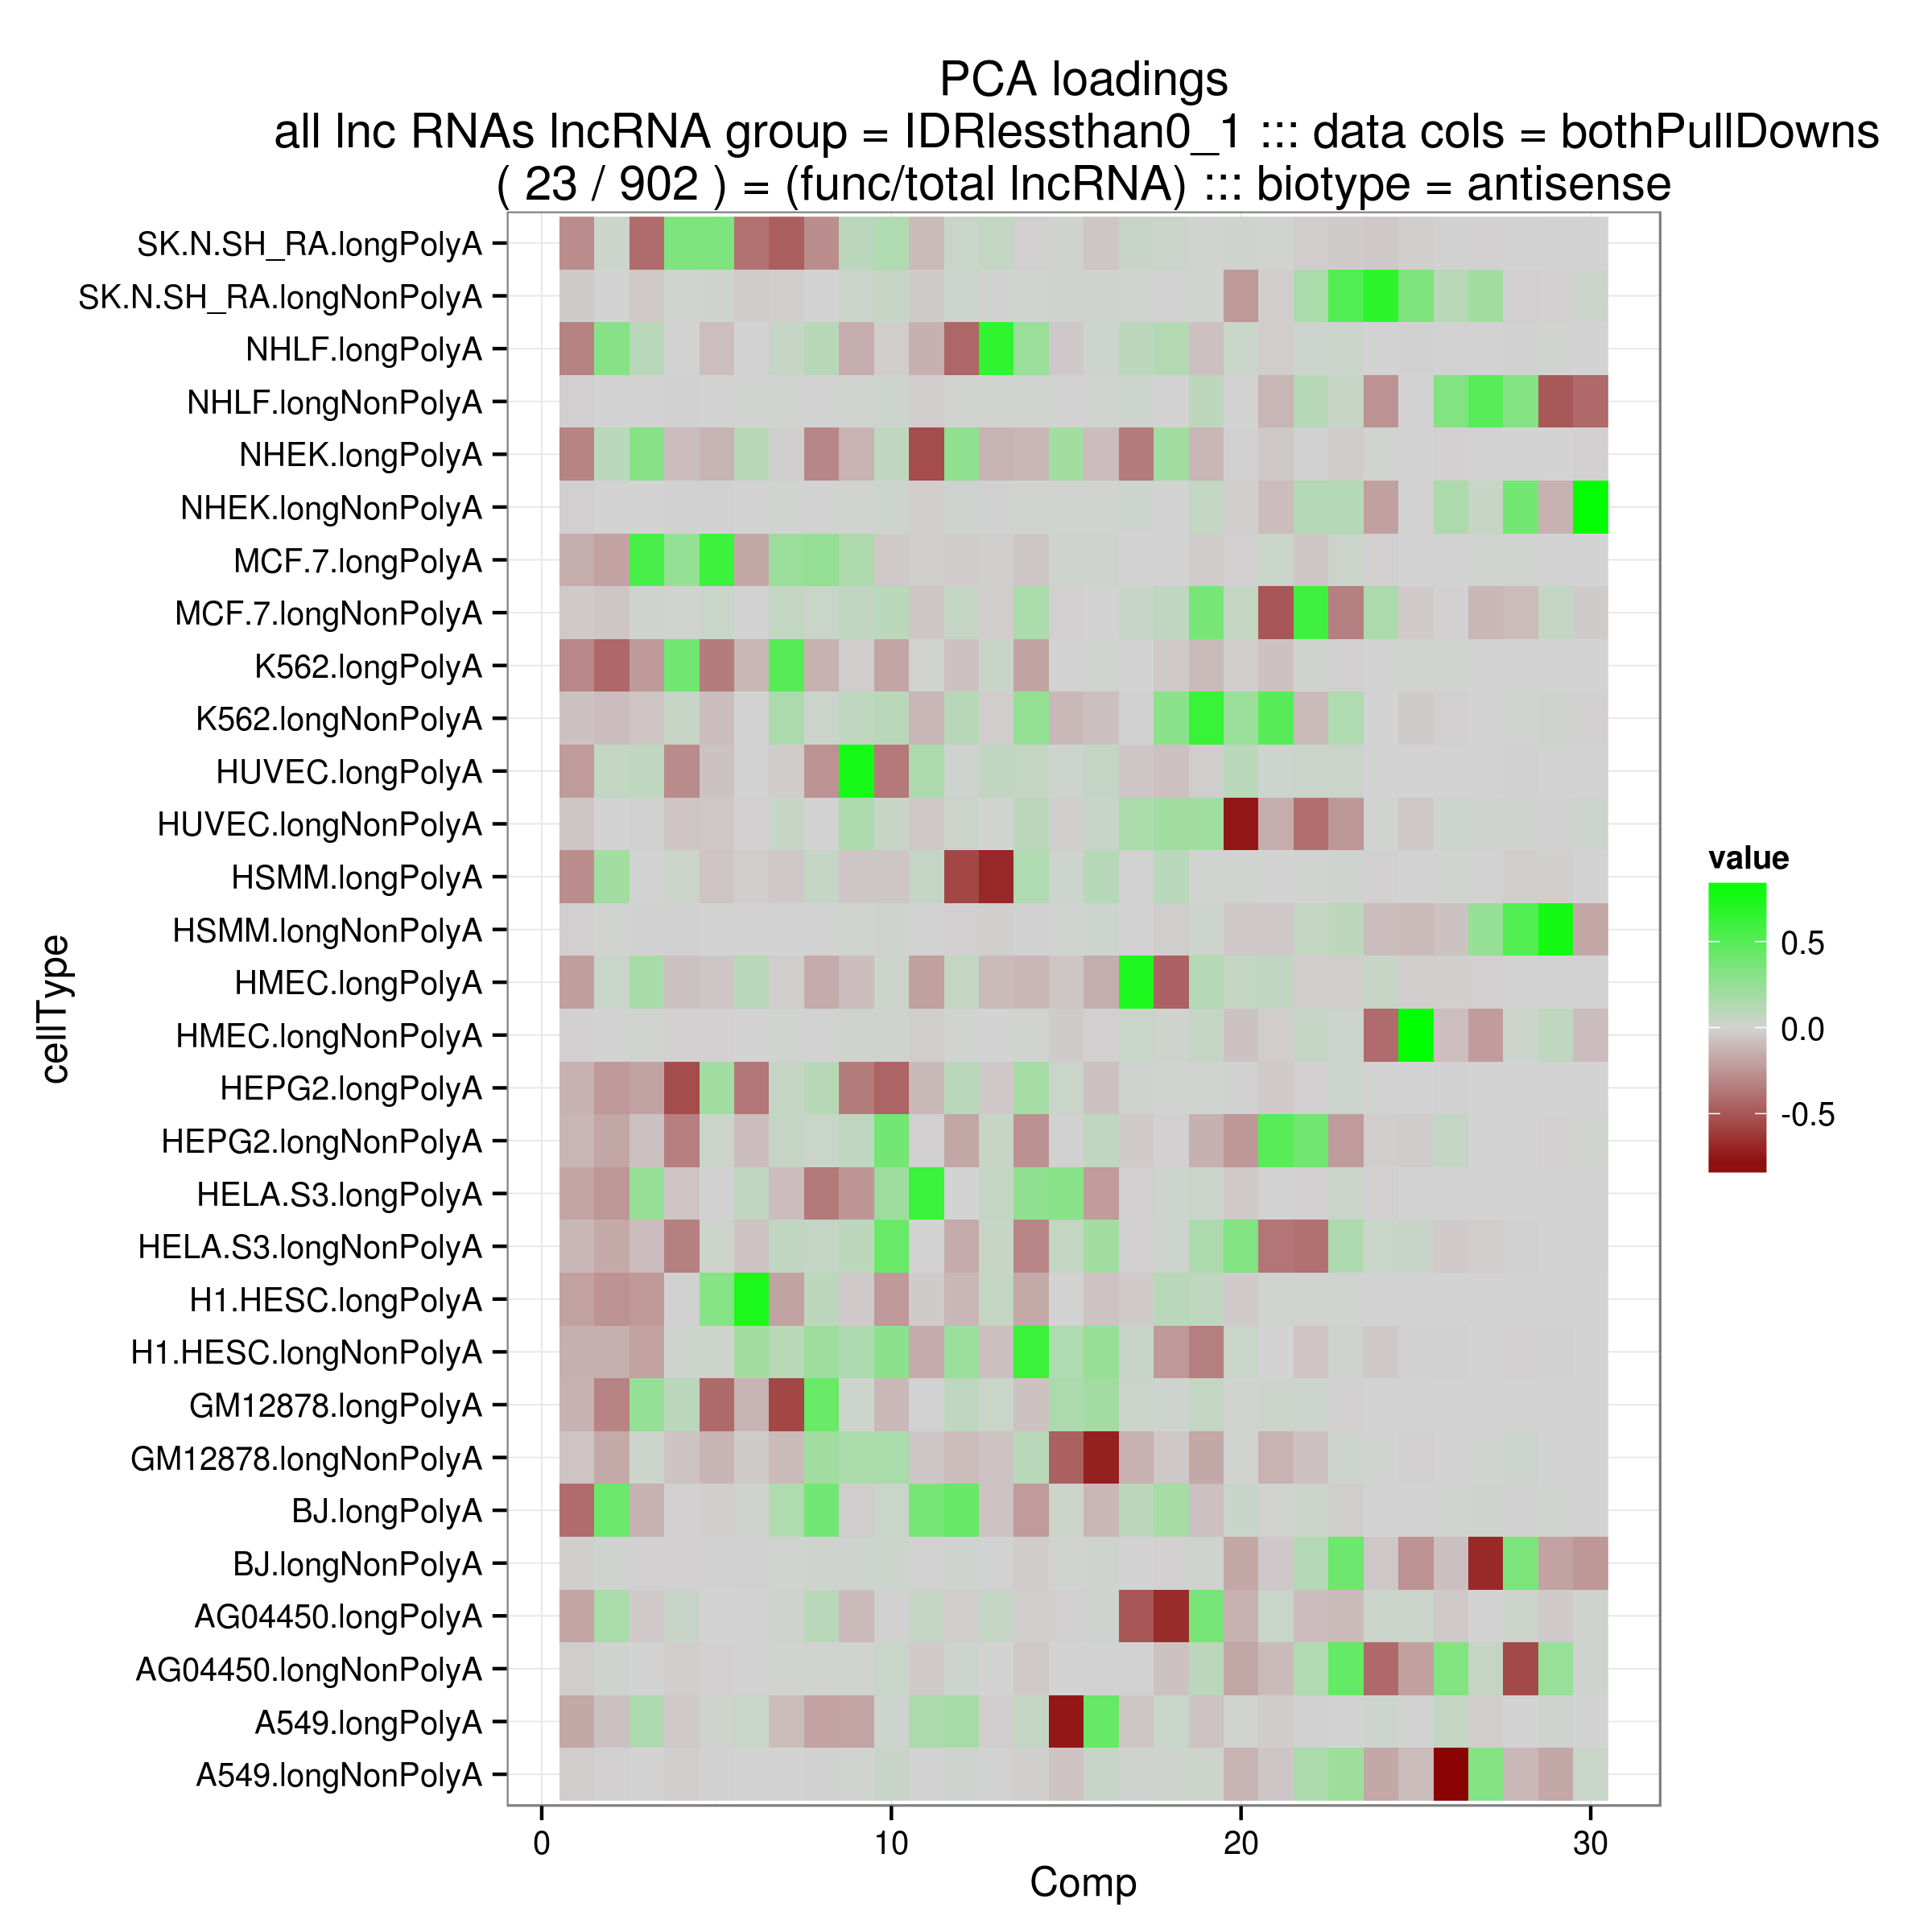 PCA loadings
all lnc RNAs lncRNA group = IDRlessthan0_1 ::: data cols = bothPullDowns
( 23 / 902 ) = (func/total lncRNA) ::: biotype = antisense
SK.N.SH_RA.longPolyA
SK.N.SH_RA.longNonPolyA
NHLF.longPolyA
NHLF.longNonPolyA
NHEK.longPolyA
NHEK.longNonPolyA
MCF.7.longPolyA
MCF.7.longNonPolyA
K562.longPolyA
K562.longNonPolyA
HUVEC.longPolyA
HUVEC.longNonPolyA
HSMM.longPolyA
HSMM.longNonPolyA
HMEC.longPolyA
HMEC.longNonPolyA
HEPG2.longPolyA
HEPG2.longNonPolyA
HELA.S3.longPolyA
HELA.S3.longNonPolyA
H1.HESC.longPolyA
H1.HESC.longNonPolyA
GM12878.longPolyA
GM12878.longNonPolyA
BJ.longPolyA
BJ.longNonPolyA
AG04450.longPolyA
AG04450.longNonPolyA
A549.longPolyA
A549.longNonPolyA
cellType
0 10 20 30
Comp
value
0.5
0.0
-0.5